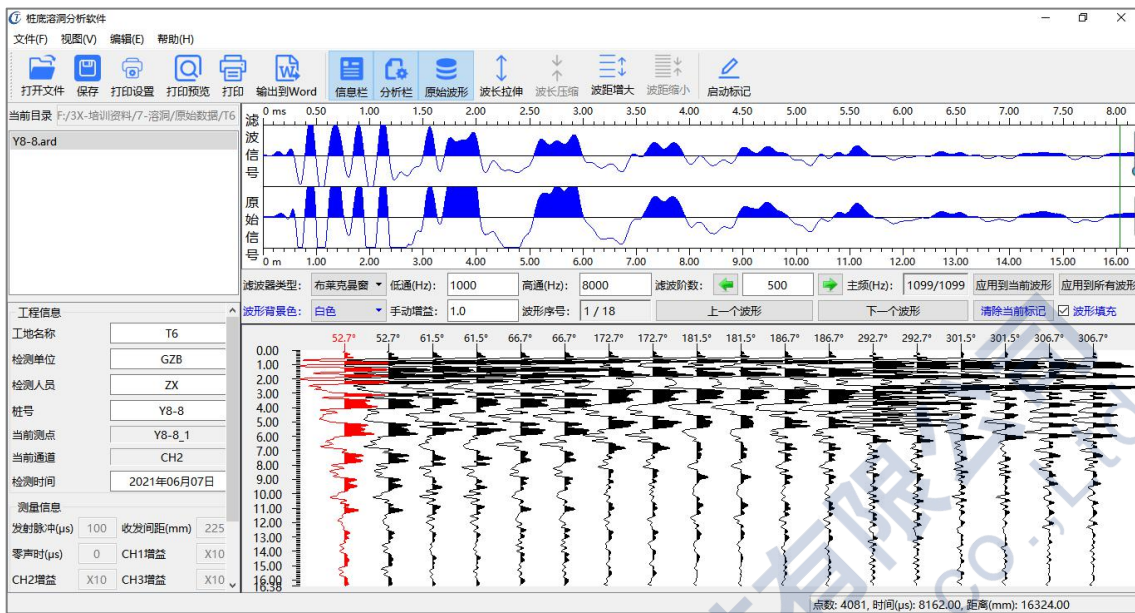 桩底溶洞分析软件
文件(F) 视图(V) 编辑(E) 帮助(H)
打开文件 保存 打印设置 打印预览 打印 输出到Word 信息栏 分析栏 原始波形 波长拉伸 波长压缩 波距增大 波距缩小 启动标记
当前目录 F:/3X-培训资料/7-溶洞/原始数据/T6
Y8-8.ard
0 ms 0.50 1.00 1.50 2.00 2.50 3.00 3.50 4.00 4.50 5.00 5.50 6.00 6.50 7.00 7.50 8.00
滤波信号
原始信号
0 m 1.00 2.00 3.00 4.00 5.00 6.00 7.00 8.00 9.00 10.00 11.00 12.00 13.00 14.00 15.00 16.00
滤波器类型: 布莱克曼窗 低通(Hz): 1000 高通(Hz): 8000 滤波阶数: 500 主频(Hz): 1099/1099 应用到当前波形 应用到所有波形
波形背景色: 白色 手动增益: 1.0 波形序号: 1 / 18 上一个波形 下一个波形 清除当前标记 波形填充
52.7° 52.7° 61.5° 61.5° 66.7° 66.7° 172.7° 172.7° 181.5° 181.5° 186.7° 186.7° 292.7° 292.7° 301.5° 301.5° 306.7° 306.7°
0.00
1.00
2.00
3.00
4.00
5.00
6.00
7.00
8.00
9.00
10.00
11.00
12.00
13.00
14.00
15.00
16.00
16.38
工程信息
工地名称 T6
检测单位 GZB
检测人员 ZX
桩号 Y8-8
当前测点 Y8-8_1
当前通道 CH2
检测时间 2021年06月07日
测量信息
发射脉冲(μs) 100 收发间距(mm) 225
零声时(μs) 0 CH1增益 X10
CH2增益 X10 CH3增益 X10
点数: 4081, 时间(μs): 8162.00, 距离(mm): 16324.00
有限公司
CO., Ltd